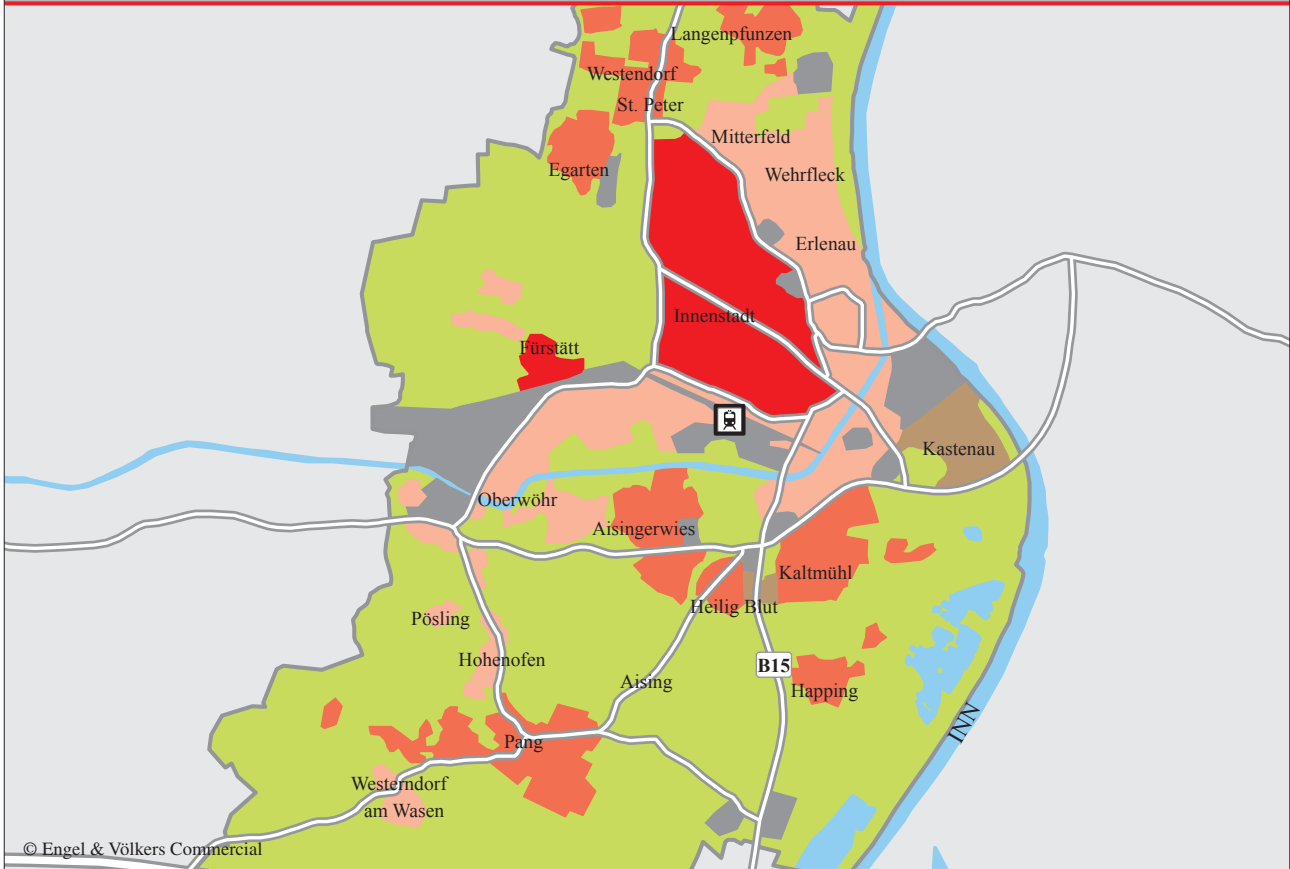 Langenpfunzen
Westendorf
St. Peter
Mitterfeld
Egarten
Wehrfleck
Erlenau
Innenstadt
Fürstätt
Kastenau
Oberwöhr
Aisingerwies
Kaltmühl
Heilig Blut
Pösling
Hohenofen
B15
Aising
Happing
INN
Pang
Westerndorf
am Wasen
© Engel & Völkers Commercial